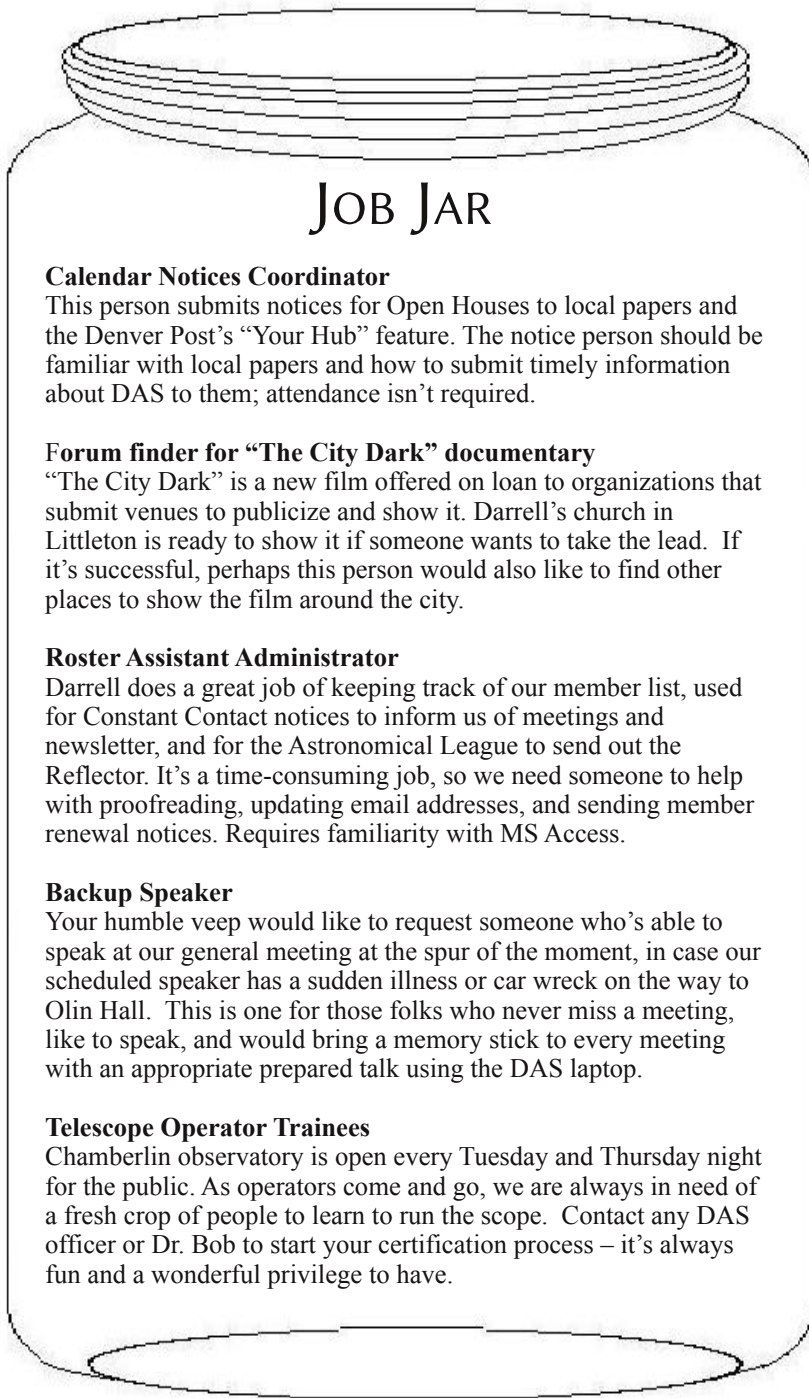 JOB JAR
Calendar Notices Coordinator
This person submits notices for Open Houses to local papers and
the Denver Post’s “Your Hub” feature. The notice person should be
familiar with local papers and how to submit timely information
about DAS to them; attendance isn’t required.
Forum finder for “The City Dark” documentary
“The City Dark” is a new film offered on loan to organizations that
submit venues to publicize and show it. Darrell’s church in
Littleton is ready to show it if someone wants to take the lead.  If
it’s successful, perhaps this person would also like to find other
places to show the film around the city.
Roster Assistant Administrator
Darrell does a great job of keeping track of our member list, used
for Constant Contact notices to inform us of meetings and
newsletter, and for the Astronomical League to send out the
Reflector. It’s a time-consuming job, so we need someone to help
with proofreading, updating email addresses, and sending member
renewal notices. Requires familiarity with MS Access.
Backup Speaker
Your humble veep would like to request someone who’s able to
speak at our general meeting at the spur of the moment, in case our
scheduled speaker has a sudden illness or car wreck on the way to
Olin Hall.  This is one for those folks who never miss a meeting,
like to speak, and would bring a memory stick to every meeting
with an appropriate prepared talk using the DAS laptop.
Telescope Operator Trainees
Chamberlin observatory is open every Tuesday and Thursday night
for the public. As operators come and go, we are always in need of
a fresh crop of people to learn to run the scope.  Contact any DAS
officer or Dr. Bob to start your certification process – it’s always
fun and a wonderful privilege to have.